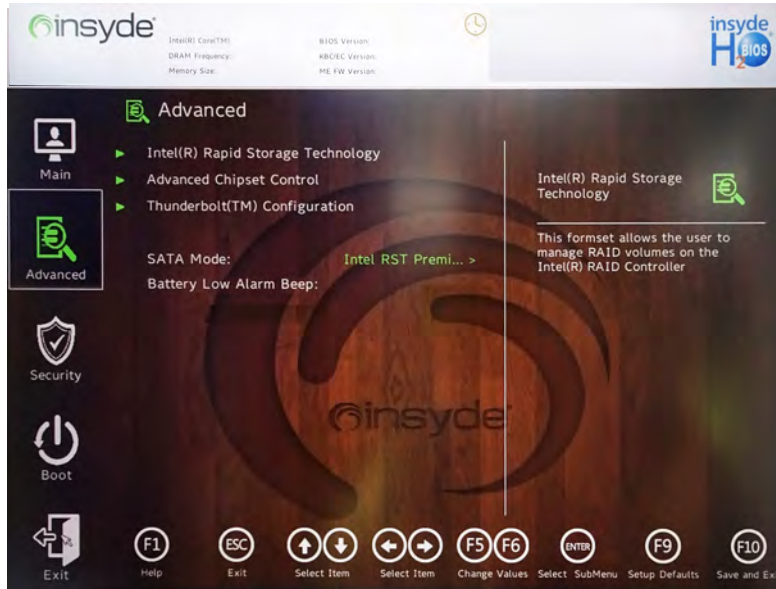 insyde
Intel(R) Core(TM)
DRAM Frequency:
Memory Size:
BIOS Version:
KBC/EC Version:
ME FW Version:
insyde
H2O
BIOS
Advanced
Main
Advanced
Security
Boot
Exit
Intel(R) Rapid Storage Technology
Advanced Chipset Control
Thunderbolt(TM) Configuration
SATA Mode: Intel RST Premi... >
Battery Low Alarm Beep:
Intel(R) Rapid Storage
Technology
This formset allows the user to
manage RAID volumes on the
Intel(R) RAID Controller
insyde
F1 ESC F5 F6 ENTER F9 F10
Help Exit Select Item Select Item Change Values Select SubMenu Setup Defaults Save and Ex